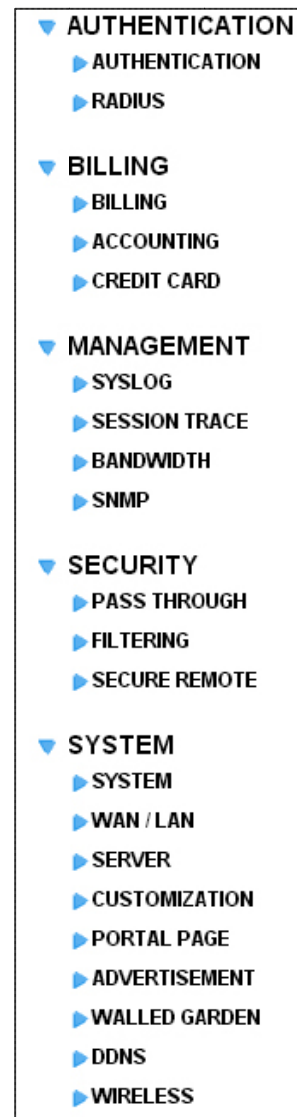 AUTHENTICATION
AUTHENTICATION
RADIUS
BILLING
BILLING
ACCOUNTING
CREDIT CARD
MANAGEMENT
SYSLOG
SESSION TRACE
BANDWIDTH
SNMP
SECURITY
PASS THROUGH
FILTERING
SECURE REMOTE
SYSTEM
SYSTEM
WAN / LAN
SERVER
CUSTOMIZATION
PORTAL PAGE
ADVERTISEMENT
WALLED GARDEN
DDNS
WIRELESS